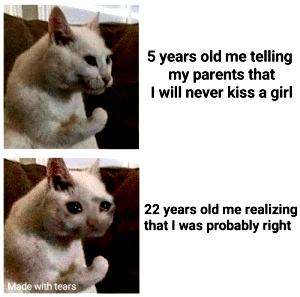 5 years old me telling
my parents that
I will never kiss a girl
22 years old me realizing
that I was probably right
Made with tears